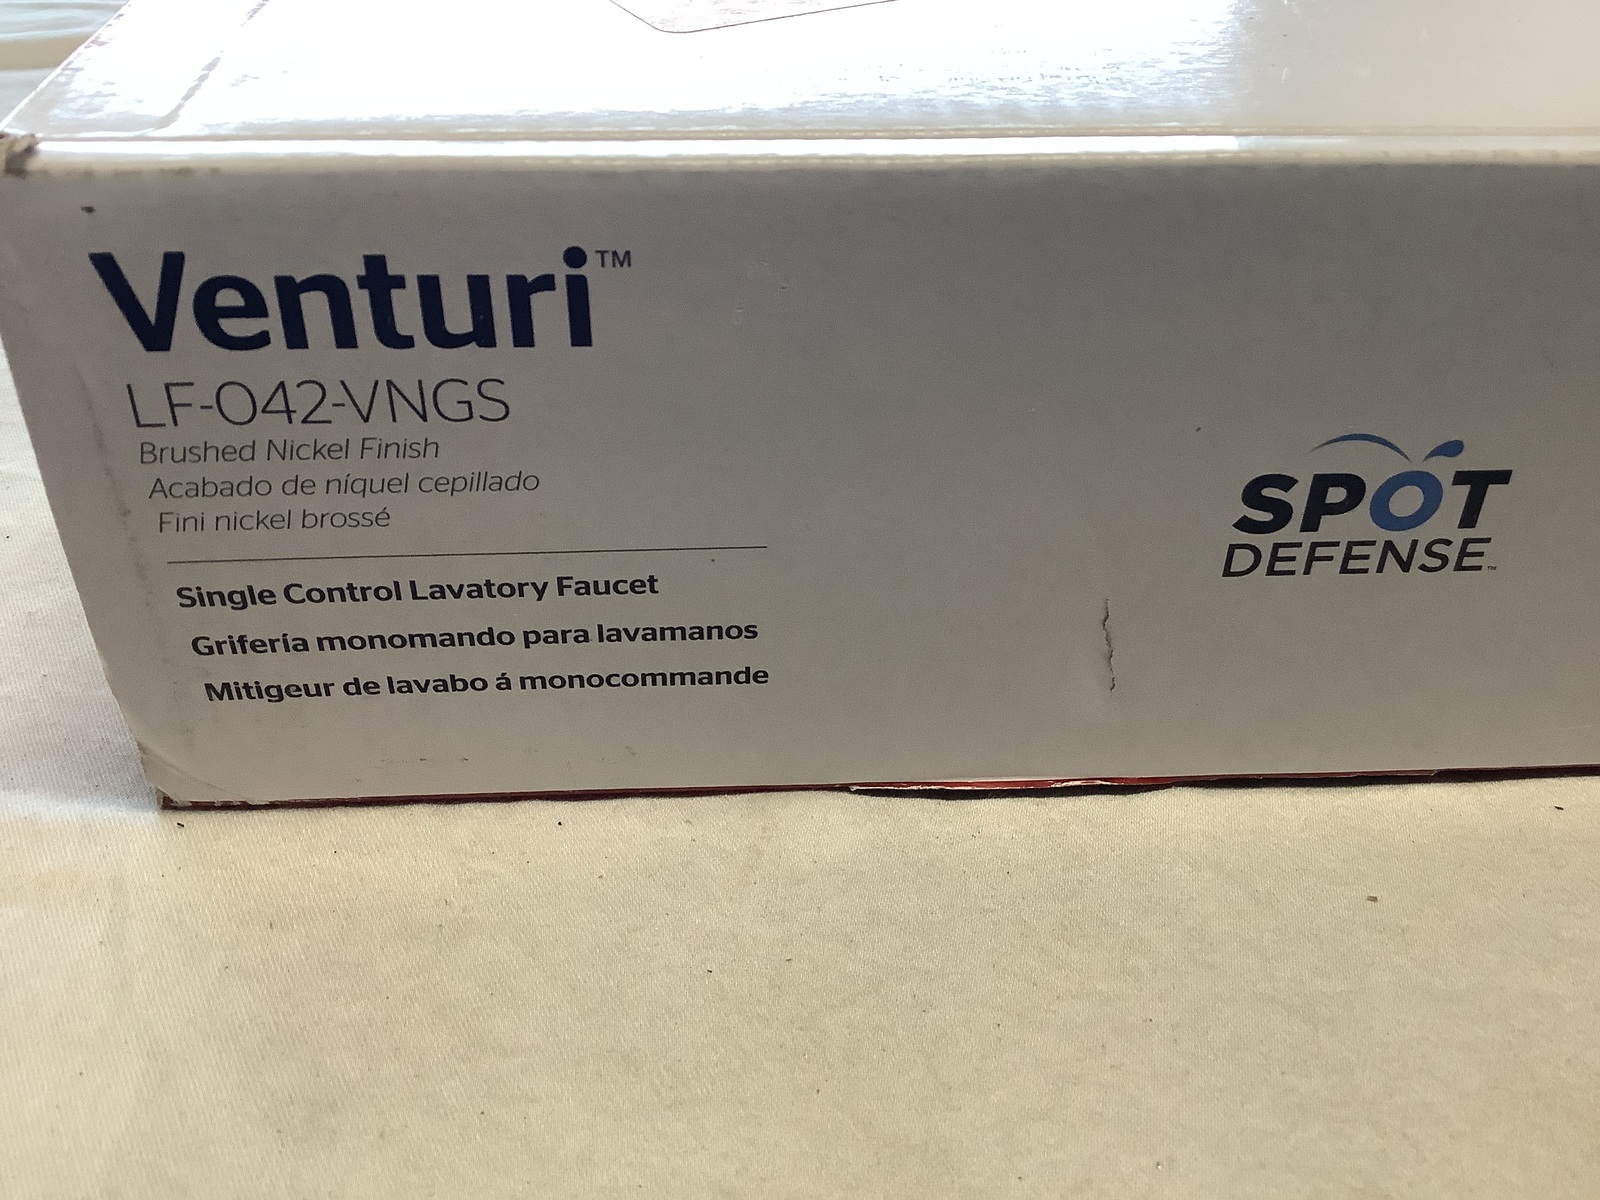 Venturi™
LF-042-VNGS
Brushed Nickel Finish
Acabado de níquel cepillado
Fini nickel brossé
Single Control Lavatory Faucet
Grifería monomando para lavamanos
Mitigeur de lavabo á monocommande
SPOT
DEFENSE™